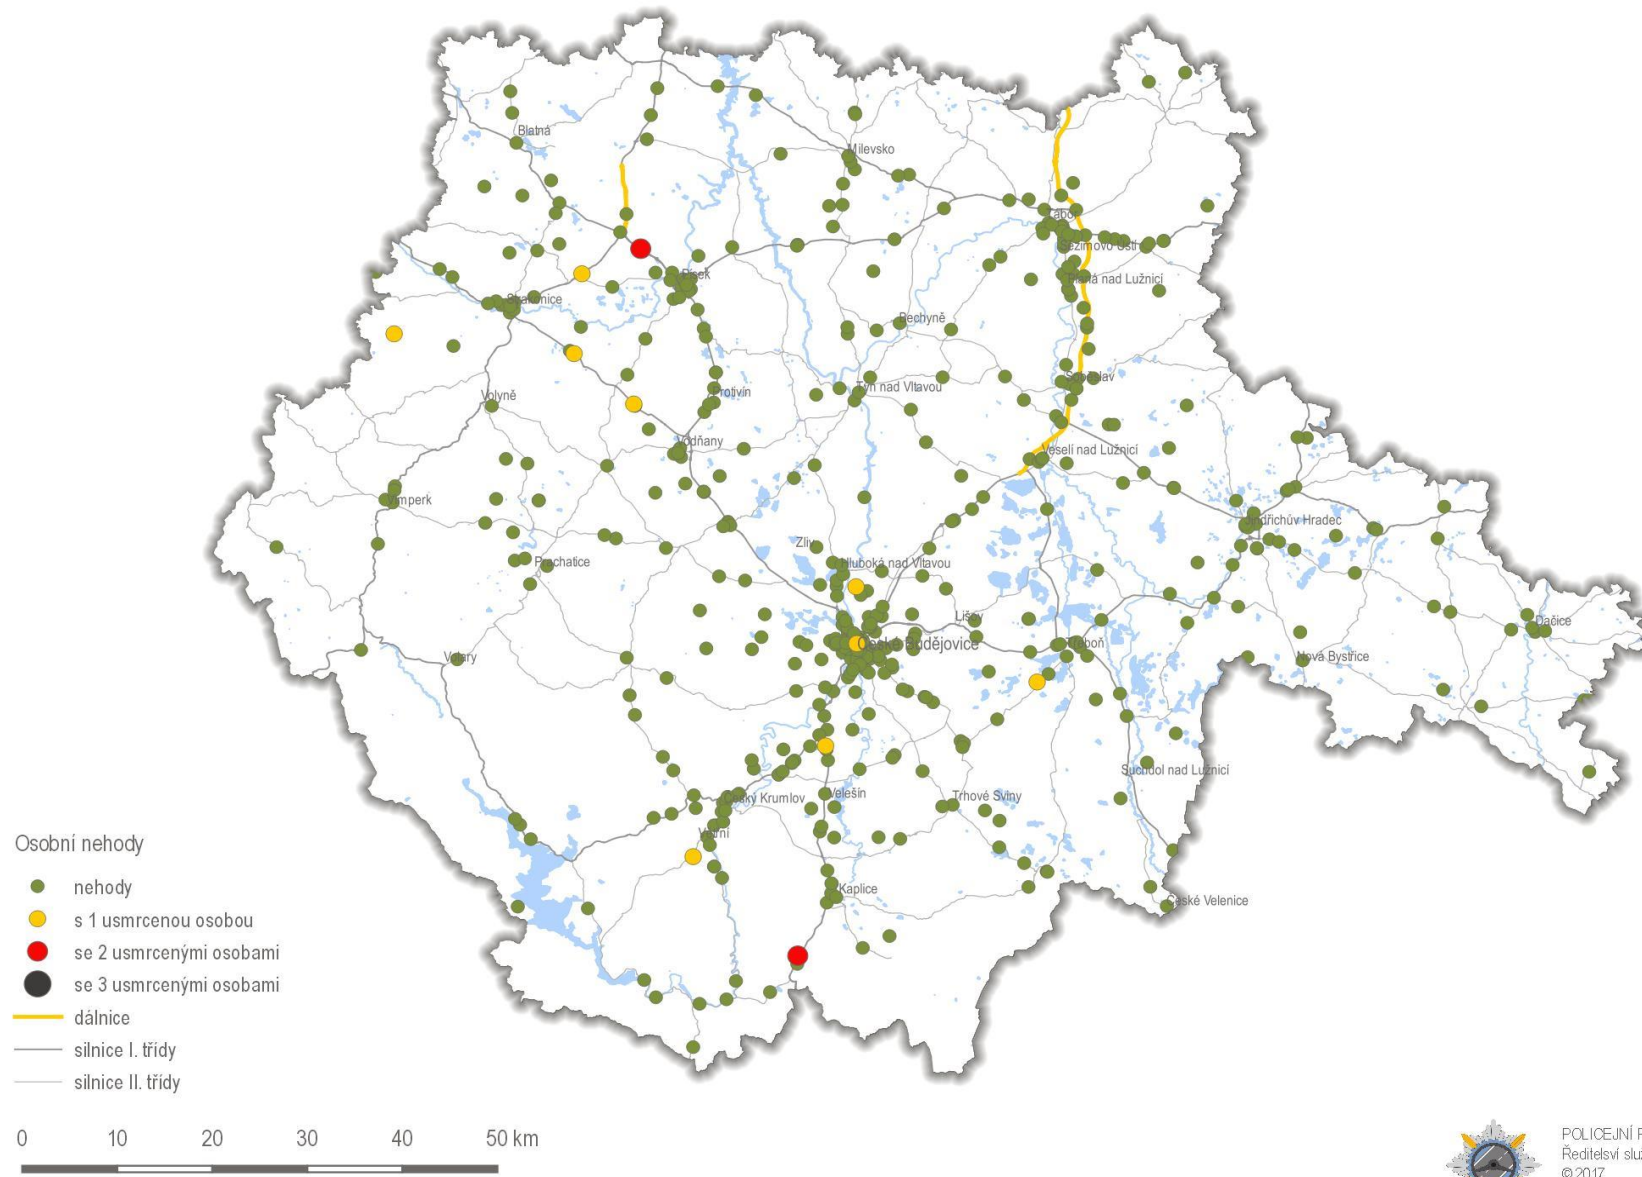 Blatná
Milevsko
Tábor
Sezimovo Ústí
Písek
Planá nad Lužnicí
Strakonice
Bechyně
Soběslav
Týn nad Vltavou
Protivín
Volyně
Vodňany
Veselí nad Lužnicí
Vimperk
Jindřichův Hradec
Zliv
Hluboká nad Vltavou
Prachatice
Lišov
Dačice
České Budějovice
Třeboň
Volary
Nová Bystřice
Suchdol nad Lužnicí
Český Krumlov
Velešín
Trhové Sviny
Větřní
Kaplice
České Velenice
Osobní nehody
nehody
s 1 usmrcenou osobou
se 2 usmrcenými osobami
se 3 usmrcenými osobami
dálnice
silnice I. třídy
silnice II. třídy
0 10 20 30 40 50 km
POLICEJNÍ
Ředitelsví
© 2017